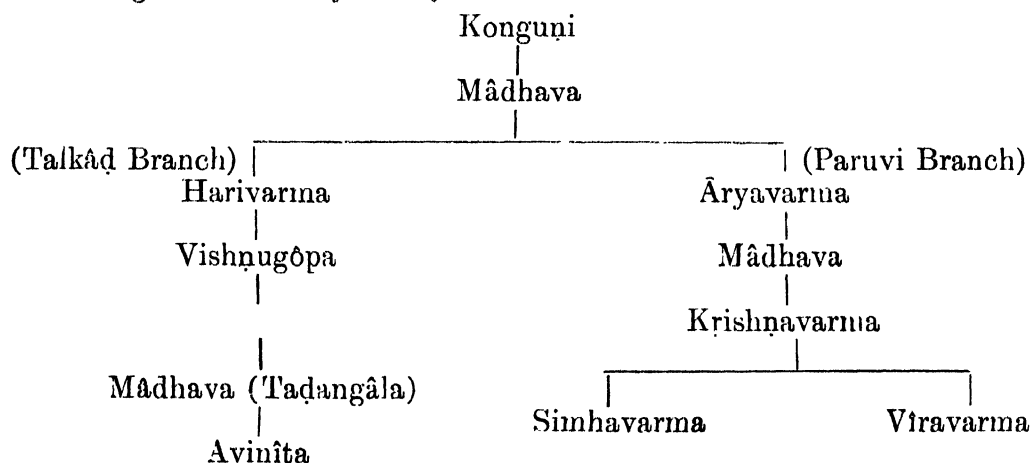 Konguṇi
Mâdhava
(Talkâḍ Branch) (Paruvi Branch)
Harivarma Āryavarma
Vishṇugôpa Mâdhava
Kṛishṇavarma
Mâdhava (Taḍangâla)
Simhavarma Vîravarma
Avinîta